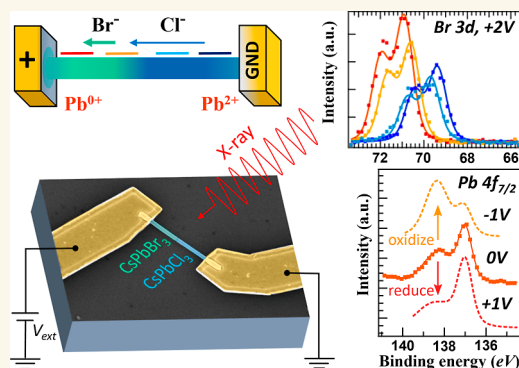 Br⁻ Cl⁻
+ GND
Pb⁰⁺ Pb²⁺
X-ray
CsPbBr₃
CsPbCl₃
V_ext
Br 3d, +2V
Intensity (a.u.)
72 70 68 66
Pb 4f₇/₂
-1V
oxidize
0V
reduce
+1V
Intensity (a.u.)
140 138 136 134
Binding energy (eV)